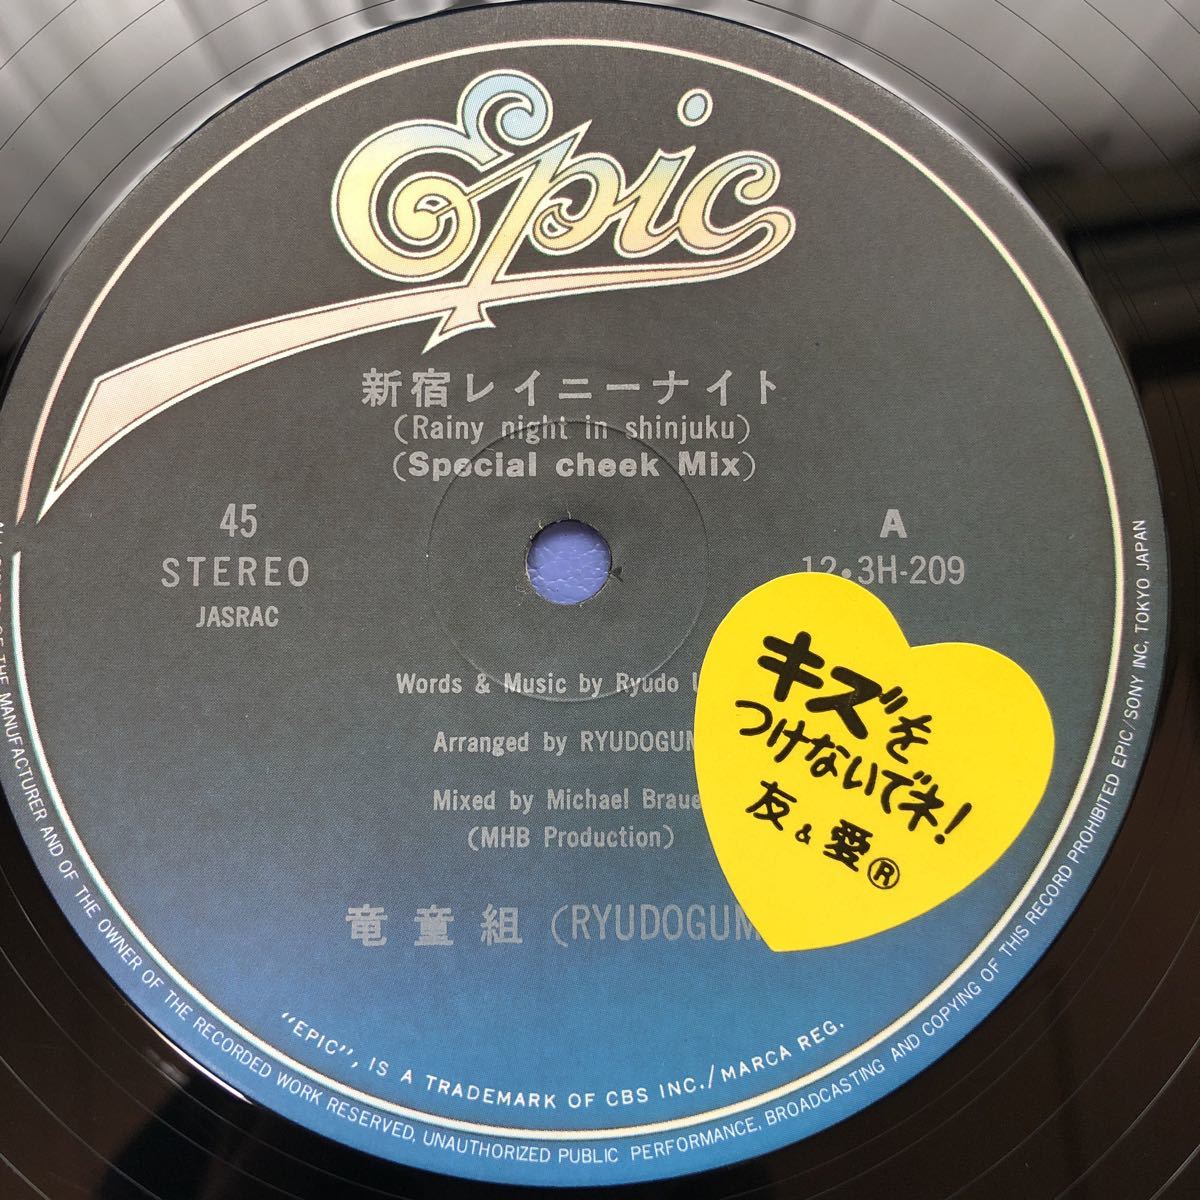 Epic
新宿レイニーナイト
(Rainy night in shinjuku)
(Special cheek Mix)
45
STEREO
JASRAC
A
12・3H-209
Words & Music by Ryudo
Arranged by RYUDOGUM
Mixed by Michael Braue
(MHB Production)
竜童組 (RYUDOGUM
キズを
つけないでネ!
友&愛®
"EPIC", IS A TRADEMARK OF CBS INC./MARCA REG.
OF THE MANUFACTURER AND OF THE OWNER OF THE RECORDED WORK RESERVED, UNAUTHORIZED PUBLIC PERFORMANCE, BROADCASTING AND COPYING OF THIS RECORD PROHIBITED EPIC/SONY INC, TOKYO JAPAN